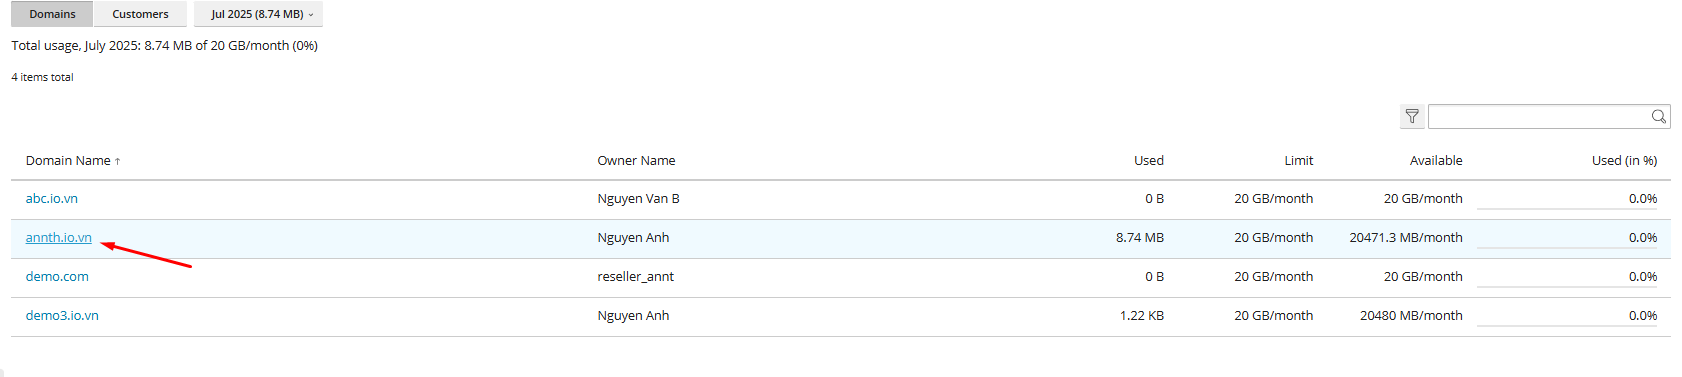 Domains Customers Jul 2025 (8.74 MB)
Total usage, July 2025: 8.74 MB of 20 GB/month (0%)
4 items total
Domain Name ↑ Owner Name Used Limit Available Used (in %)
abc.io.vn Nguyen Van B 0 B 20 GB/month 20 GB/month 0.0%
annth.io.vn Nguyen Anh 8.74 MB 20 GB/month 20471.3 MB/month 0.0%
demo.com reseller_annt 0 B 20 GB/month 20 GB/month 0.0%
demo3.io.vn Nguyen Anh 1.22 KB 20 GB/month 20480 MB/month 0.0%